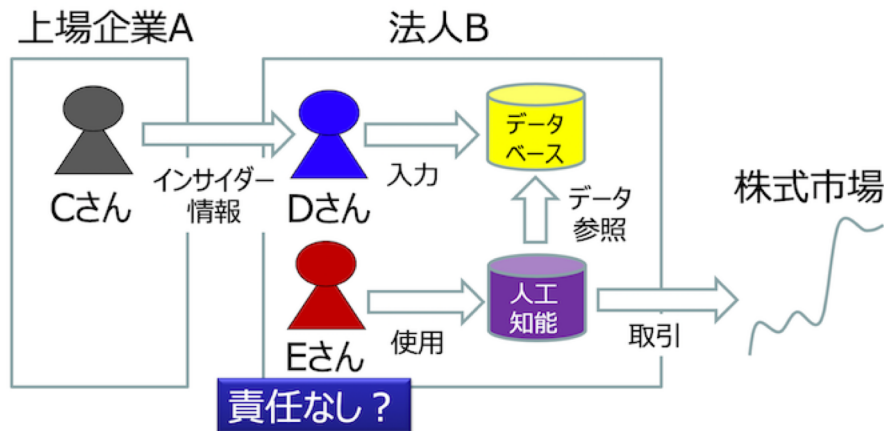 上場企業A
法人B
Cさん
インサイダー
情報
Dさん
入力
データ
ベース
データ
参照
Eさん
使用
人工
知能
取引
株式市場
責任なし？